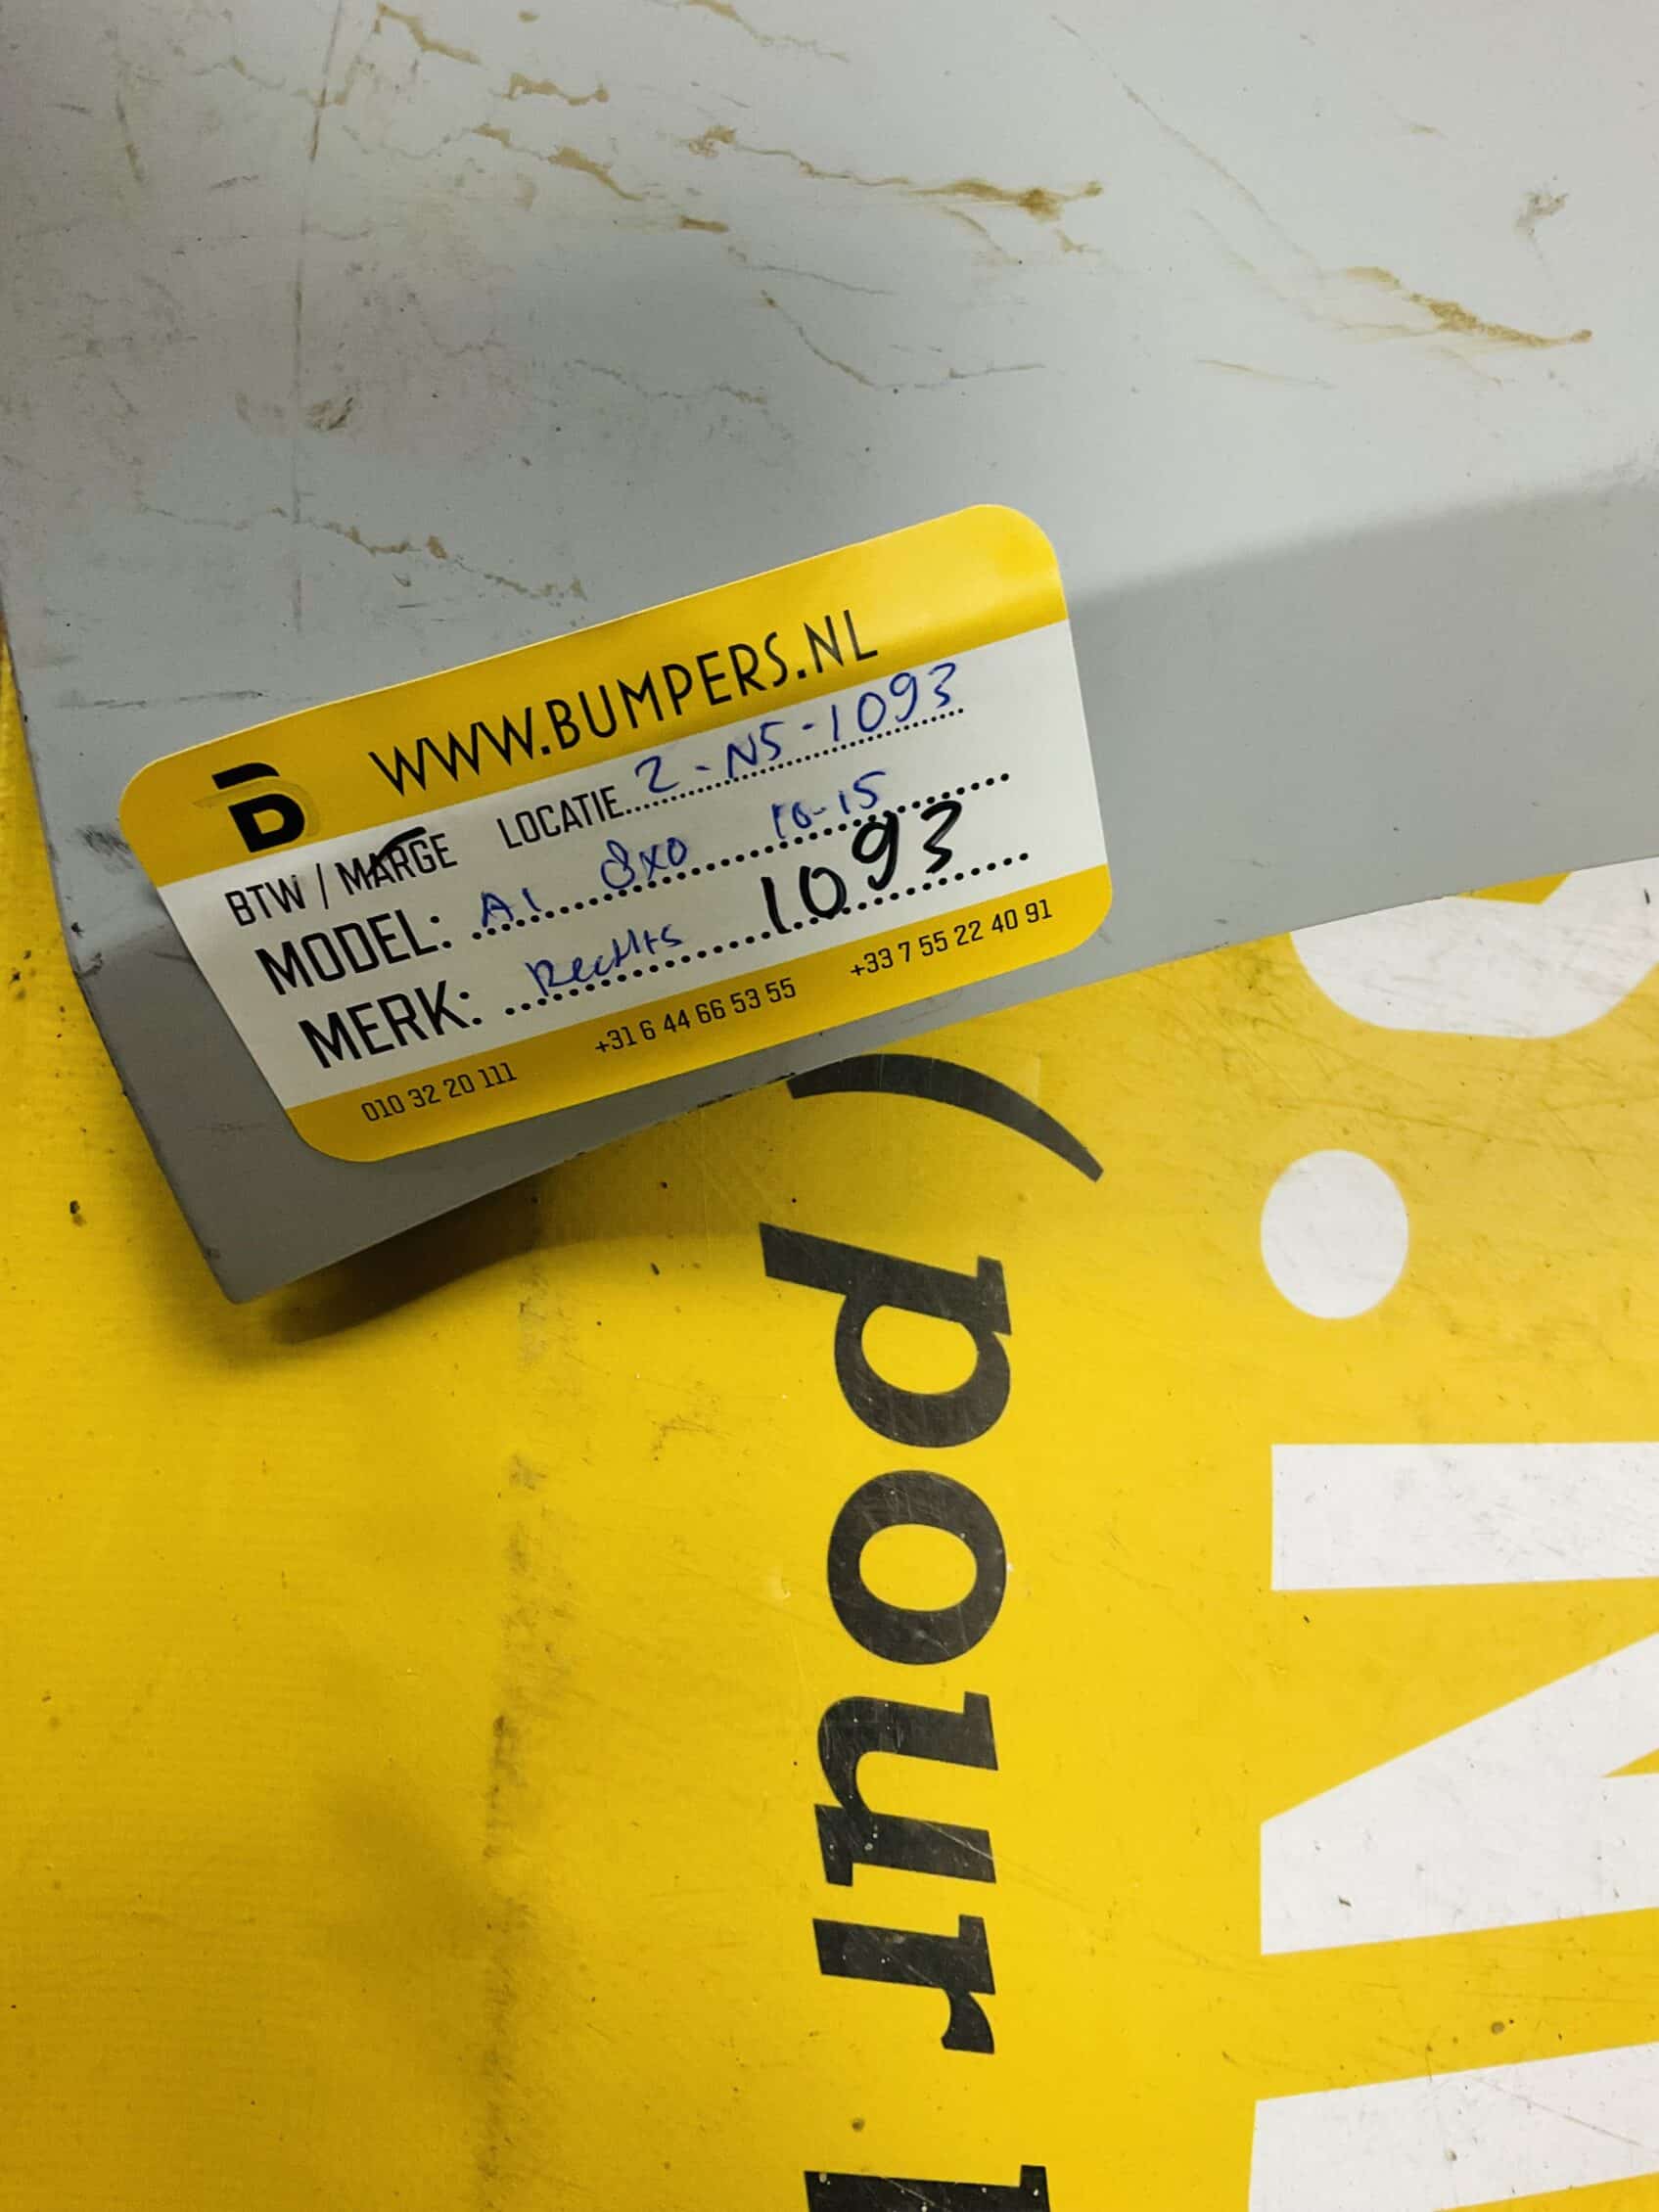 WWW.BUMPERS.NL
BTW / MARGE LOCATIE 2-N5-1093
MODEL: A1 8X0 10-15
MERK: Rechts 1093
010 32 20 111 +31 6 44 66 53 55 +33 7 55 22 40 91
pour